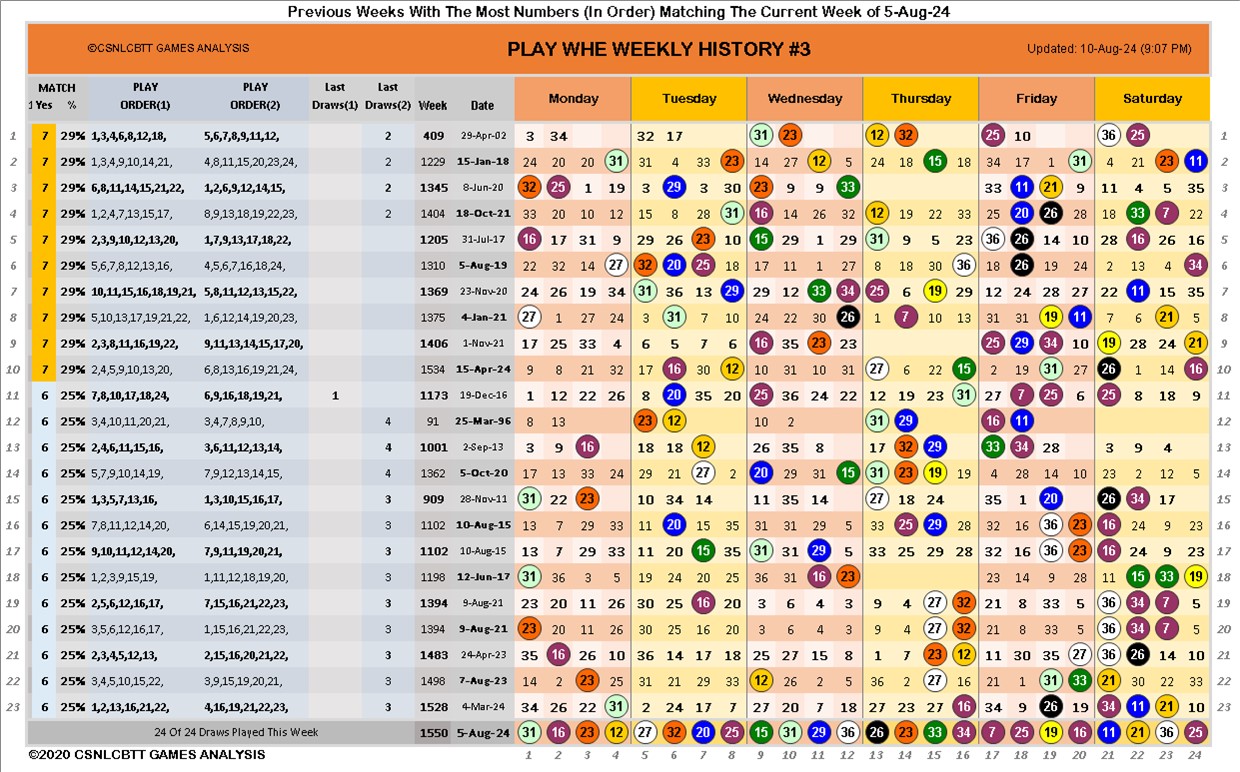 Previous Weeks With The Most Numbers (In Order) Matching The Current Week of 5-Aug-24
©CSNLCBTT GAMES ANALYSIS PLAY WHE WEEKLY HISTORY #3 Updated: 10-Aug-24 (9:07 PM)
MATCH PLAY PLAY Last Last
1 Yes % ORDER(1) ORDER(2) Draws(1) Draws(2) Week Date Monday Tuesday Wednesday Thursday Friday Saturday
1 7 29% 1,3,4,6,8,12,18, 5,6,7,8,9,11,12, 2 409 29-Apr-02 3 34 32 17 31 23 12 32 25 10 36 25 1
2 7 29% 1,3,4,9,10,14,21, 4,8,11,15,20,23,24, 2 1229 15-Jan-18 24 20 20 31 31 4 33 23 14 27 12 5 24 18 15 18 34 17 1 31 4 21 23 11 2
3 7 29% 6,8,11,14,15,21,22, 1,2,6,9,12,14,15, 2 1345 8-Jun-20 32 25 1 19 3 29 3 30 23 9 9 33 33 11 21 9 11 4 5 35 3
4 7 29% 1,2,4,7,13,15,17, 8,9,13,18,19,22,23, 2 1404 18-Oct-21 33 20 10 12 15 8 28 31 16 14 26 32 12 19 22 33 25 20 26 28 18 33 7 22 4
5 7 29% 2,3,9,10,12,13,20, 1,7,9,13,17,18,22, 1205 31-Jul-17 16 17 31 9 29 26 23 10 15 29 1 29 31 9 5 23 36 26 14 10 28 16 26 16 5
6 7 29% 5,6,7,8,12,13,16, 4,5,6,7,16,18,24, 1310 5-Aug-19 22 32 14 27 32 20 25 18 17 11 1 27 8 18 30 36 18 26 19 24 2 13 4 34 6
7 7 29% 10,11,15,16,18,19,21, 5,8,11,12,13,15,22, 1369 23-Nov-20 24 26 19 34 31 36 13 29 29 12 33 34 25 6 19 29 12 24 28 27 22 11 15 35 7
8 7 29% 5,10,13,17,19,21,22, 1,6,12,14,19,20,23, 1375 4-Jan-21 27 1 27 24 3 31 7 10 24 22 30 26 1 7 10 13 31 31 19 11 7 6 21 5 8
9 7 29% 2,3,8,11,16,19,22, 9,11,13,14,15,17,20, 1406 1-Nov-21 17 25 33 4 6 5 7 6 16 35 23 23 25 29 34 10 19 28 24 21 9
10 7 29% 2,4,5,9,10,13,20, 6,8,13,16,19,21,24, 1534 15-Apr-24 9 8 21 32 17 16 30 12 10 31 10 31 27 6 22 15 2 19 31 27 26 1 14 16 10
11 6 25% 7,8,10,17,18,24, 6,9,16,18,19,21, 1 1173 19-Dec-16 1 12 22 26 8 20 35 20 25 36 24 22 12 19 23 31 27 7 25 6 25 8 18 9 11
12 6 25% 3,4,10,11,20,21, 3,4,7,8,9,10, 4 91 25-Mar-96 8 13 23 12 10 2 31 29 16 11 12
13 6 25% 2,4,6,11,15,16, 3,6,11,12,13,14, 4 1001 2-Sep-13 3 9 16 18 18 12 26 35 8 17 32 29 33 34 28 3 9 4 13
14 6 25% 5,7,9,10,14,19, 7,9,12,13,14,15, 4 1362 5-Oct-20 17 13 33 24 29 21 27 2 20 29 31 15 31 23 19 19 4 28 14 10 23 2 12 5 14
15 6 25% 1,3,5,7,13,16, 1,3,10,15,16,17, 3 909 28-Nov-11 31 22 23 10 34 14 11 35 14 27 18 24 35 1 20 26 34 17 15
16 6 25% 7,8,11,12,14,20, 6,14,15,19,20,21, 3 1102 10-Aug-15 13 7 29 33 11 20 15 35 31 31 29 5 33 25 29 28 32 16 36 23 16 24 9 23 16
17 6 25% 9,10,11,12,14,20, 7,9,11,19,20,21, 3 1102 10-Aug-15 13 7 29 33 11 20 15 35 31 31 29 5 33 25 29 28 32 16 36 23 16 24 9 23 17
18 6 25% 1,2,3,9,15,19, 1,11,12,18,19,20, 3 1198 12-Jun-17 31 36 3 5 19 24 20 25 36 31 16 23 23 14 9 28 11 15 33 19 18
19 6 25% 2,5,6,12,16,17, 7,15,16,21,22,23, 3 1394 9-Aug-21 23 20 11 26 30 25 16 20 3 6 4 3 9 4 27 32 21 8 33 5 36 34 7 5 19
20 6 25% 3,5,6,12,16,17, 1,15,16,21,22,23, 3 1394 9-Aug-21 23 20 11 26 30 25 16 20 3 6 4 3 9 4 27 32 21 8 33 5 36 34 7 5 20
21 6 25% 2,3,4,5,12,13, 2,15,16,20,21,22, 3 1483 24-Apr-23 35 16 26 10 36 14 17 18 25 27 15 8 1 7 23 12 11 30 35 27 36 26 14 10 21
22 6 25% 3,4,5,10,15,22, 3,9,15,19,20,21, 3 1498 7-Aug-23 14 2 23 25 31 21 29 33 12 26 2 5 36 2 27 22 21 1 31 33 21 30 22 33 22
23 6 25% 1,2,13,16,21,22, 4,16,19,21,22,23, 3 1528 4-Mar-24 34 26 22 31 2 24 17 7 27 20 7 18 17 23 27 16 34 9 26 19 34 11 21 10 23
24 Of 24 Draws Played This Week 1550 5-Aug-24 31 16 23 12 27 32 20 25 15 31 29 36 26 23 33 34 7 25 19 16 11 21 36 24
©2020 CSNLCBTT GAMES ANALYSIS 1 2 3 4 5 6 7 8 9 10 11 12 13 14 15 16 17 18 19 20 21 22 23 24